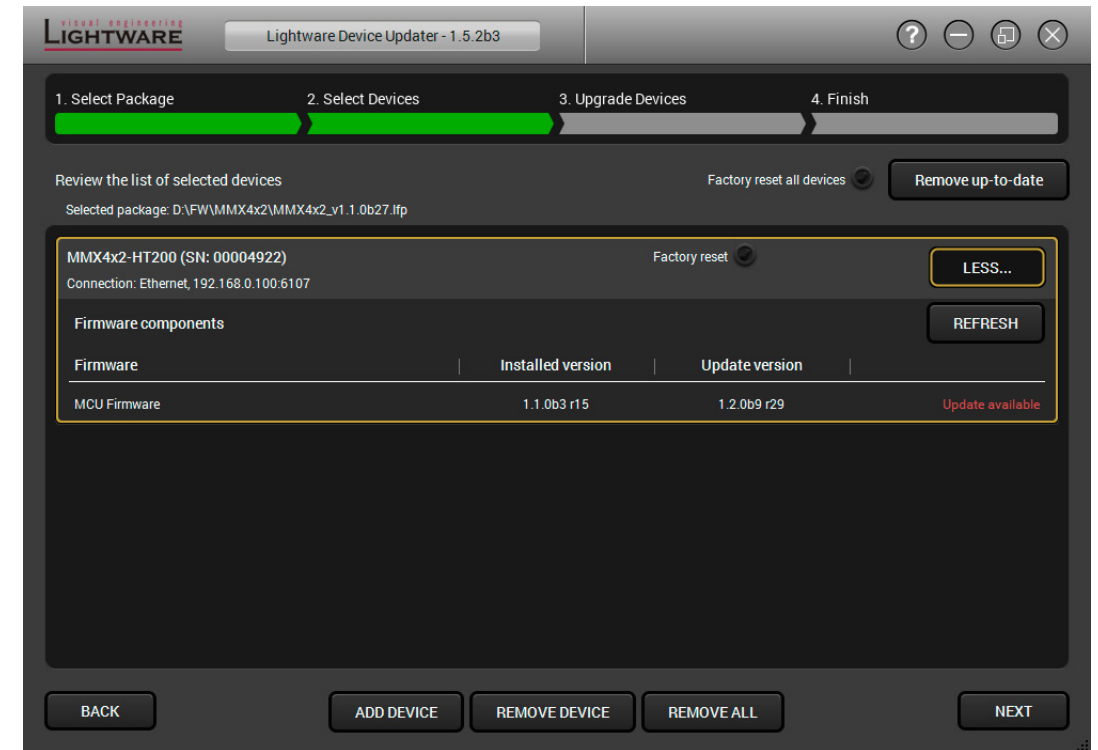 visual engineering
LIGHTWARE
Lightware Device Updater - 1.5.2b3
?
1. Select Package 2. Select Devices 3. Upgrade Devices 4. Finish
Review the list of selected devices
Factory reset all devices
Remove up-to-date
Selected package: D:\FW\MMX4x2\MMX4x2_v1.1.0b27.lfp
MMX4x2-HT200 (SN: 00004922)
Factory reset
LESS...
Connection: Ethernet, 192.168.0.100:6107
Firmware components
REFRESH
Firmware | Installed version | Update version |
MCU Firmware 1.1.0b3 r15 1.2.0b9 r29 Update available
BACK ADD DEVICE REMOVE DEVICE REMOVE ALL NEXT